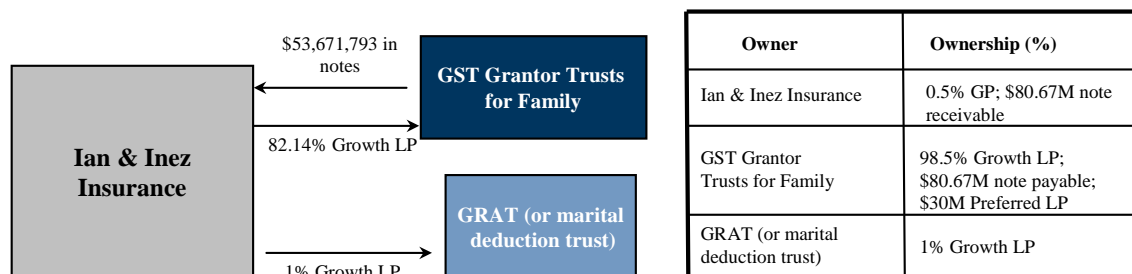 $53,671,793 in
notes
GST Grantor Trusts
for Family
82.14% Growth LP
Ian & Inez
Insurance
GRAT (or marital
deduction trust)
1% Growth LP
Owner
Ownership (%)
Ian & Inez Insurance
0.5% GP; $80.67M note
receivable
GST Grantor
Trusts for Family
98.5% Growth LP;
$80.67M note payable;
$30M Preferred LP
GRAT (or marital
deduction trust)
1% Growth LP